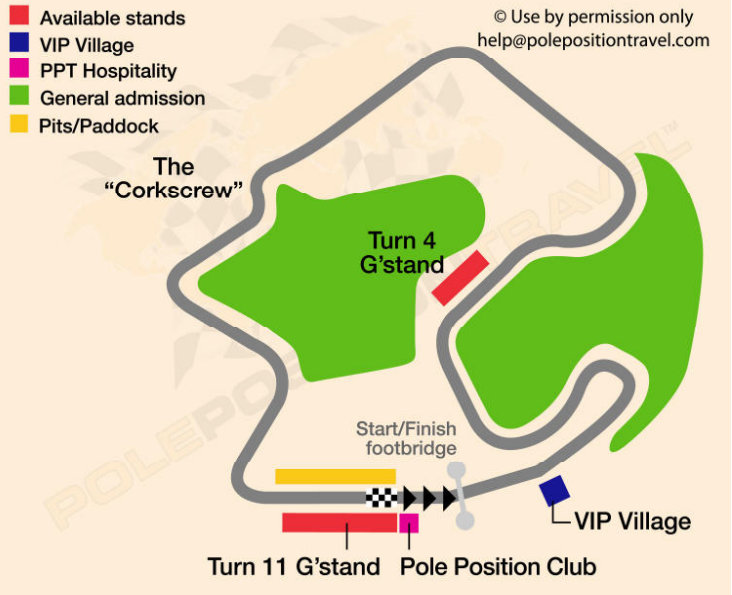 Available stands
VIP Village
PPT Hospitality
General admission
Pits/Paddock
© Use by permission only
help@polepositiontravel.com
The
“Corkscrew”
Turn 4
G'stand
Start/Finish
footbridge
VIP Village
Turn 11 G'stand
Pole Position Club
POLEPOSITIONTRAVEL™